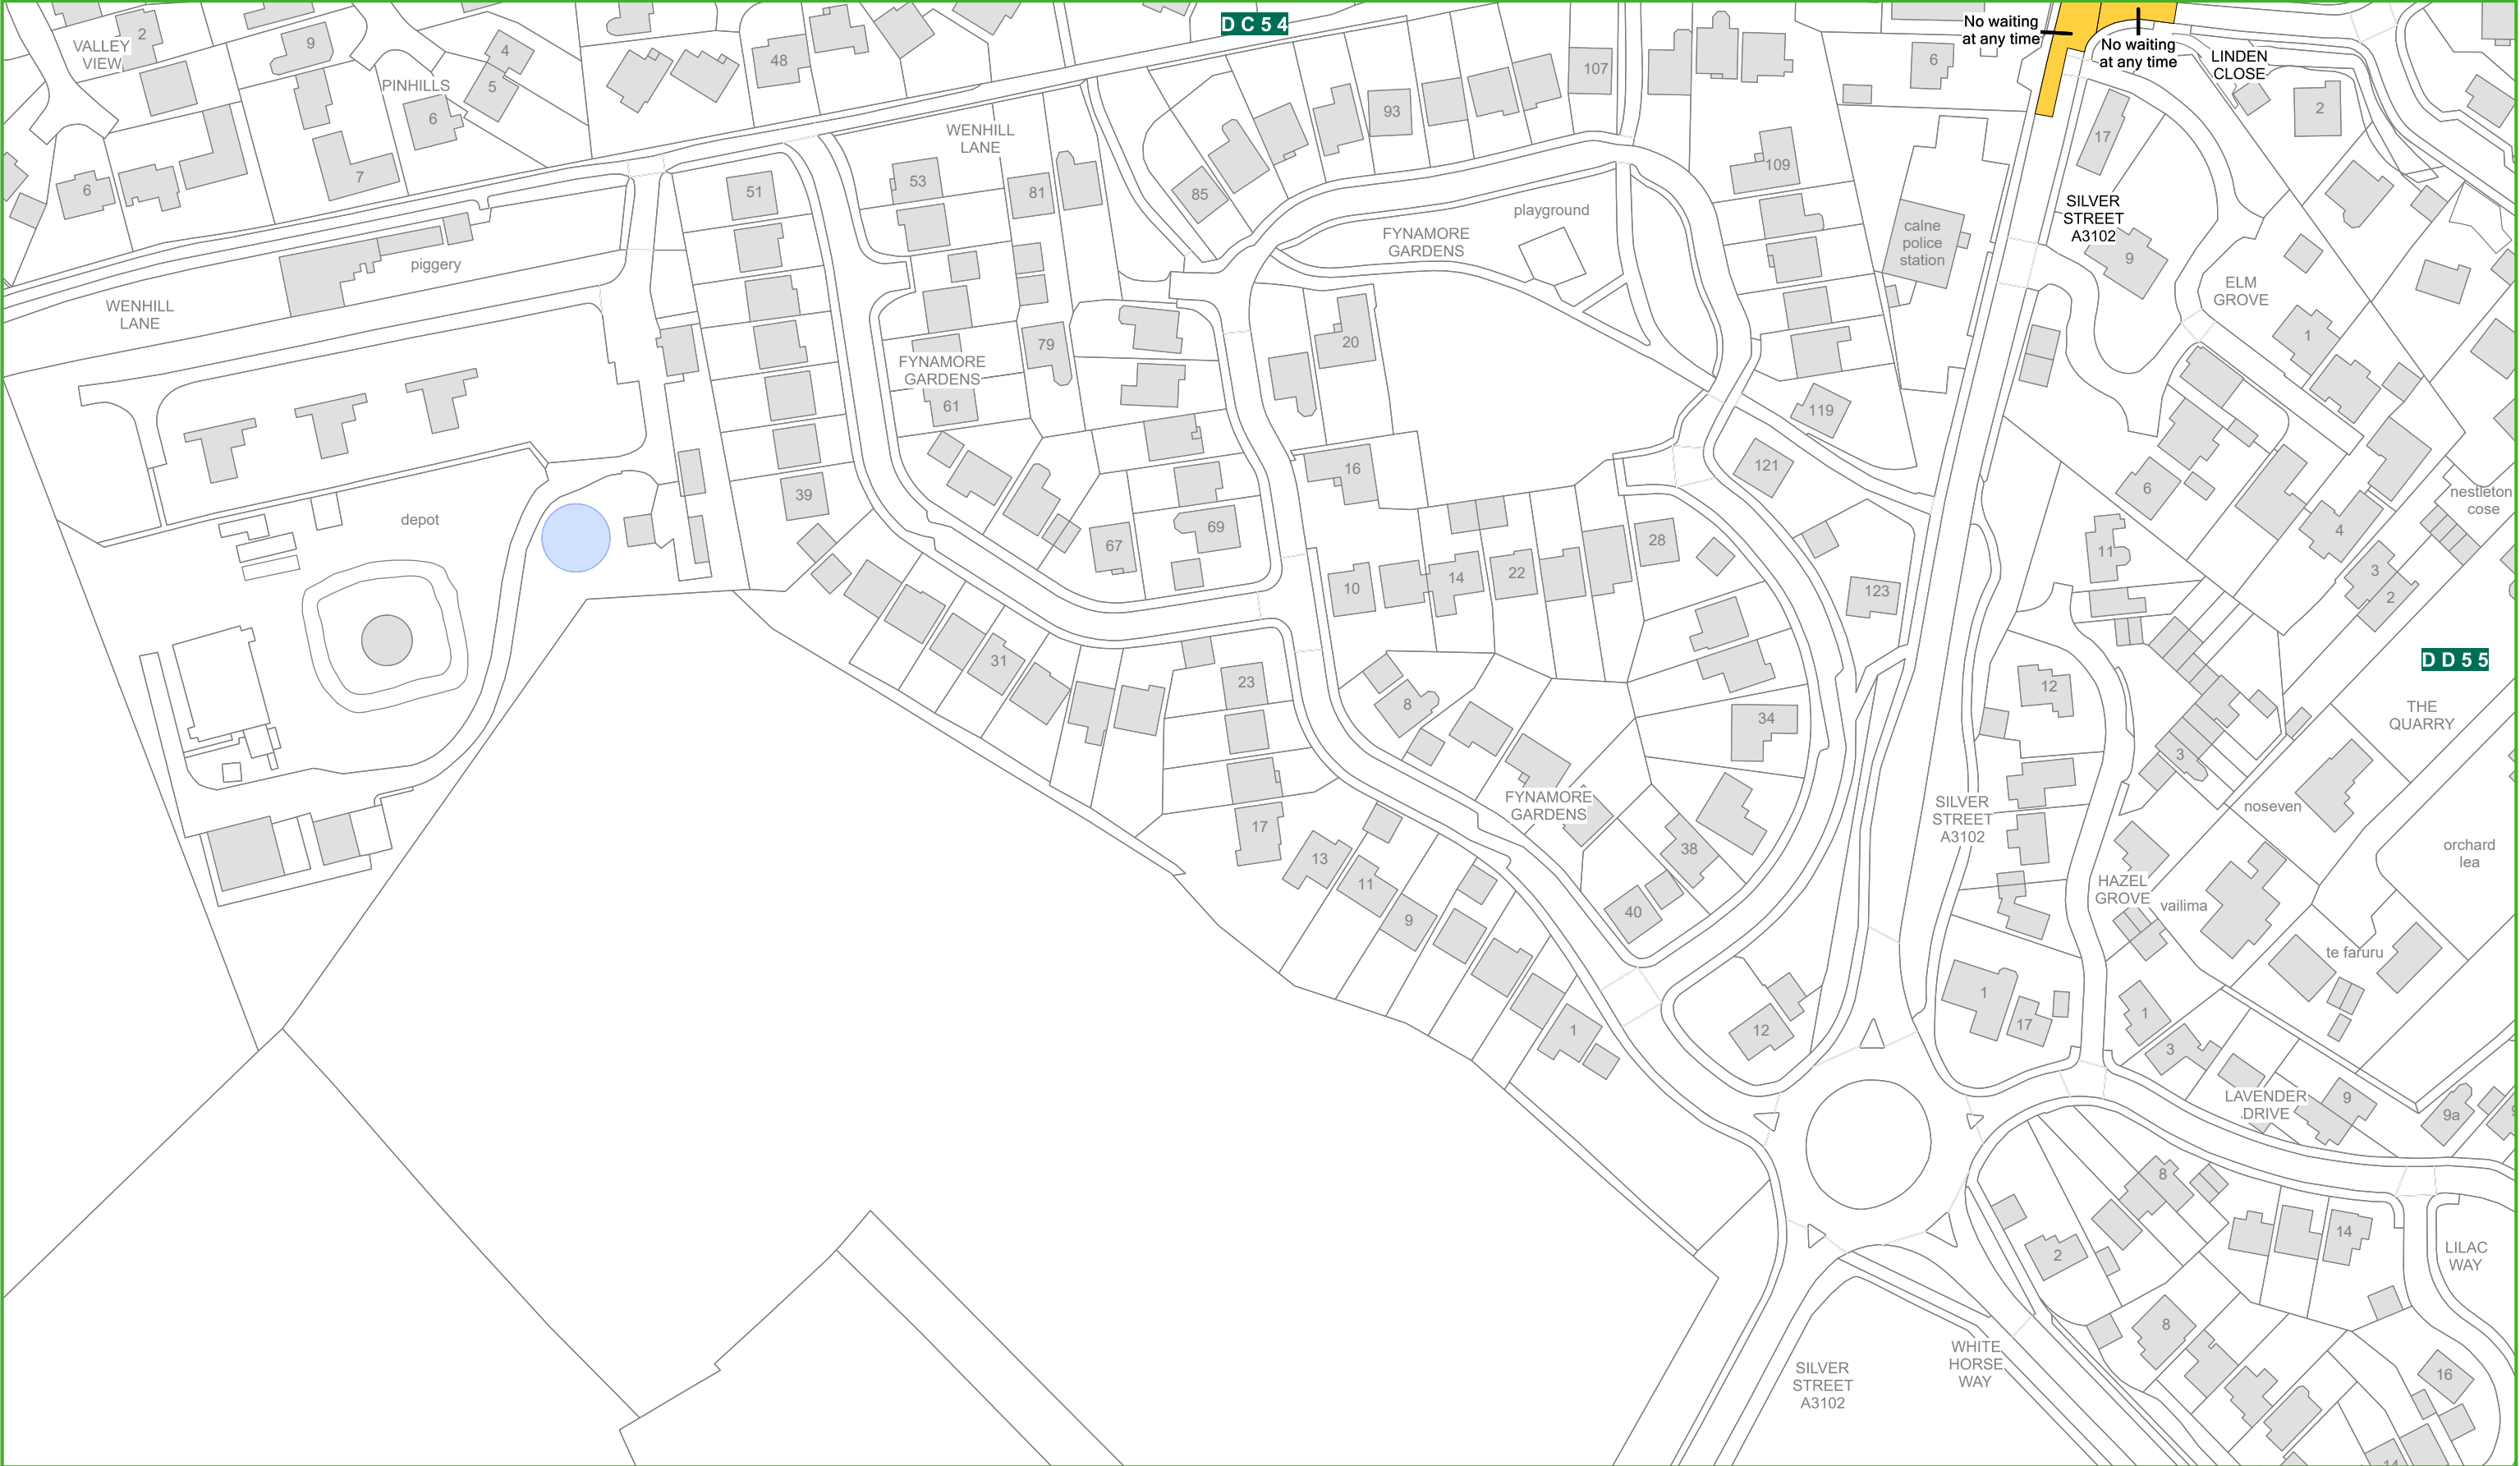 D C 5 4
No waiting
at any time
No waiting
at any time
LINDEN
CLOSE
VALLEY
VIEW
2
9
4
5
PINHILLS
6
7
6
48
107
6
2
93
17
WENHILL
LANE
109
85
51
53
81
playground
FYNAMORE
GARDENS
SILVER
STREET
A3102
calne
police
station
9
piggery
WENHILL
LANE
ELM
GROVE
1
20
79
FYNAMORE
GARDENS
61
119
16
121
39
6
nestleton
cose
depot
69
67
28
4
11
10
14
22
123
3
2
31
23
8
34
12
D D 5 5
THE
QUARRY
3
noseven
FYNAMORE
GARDENS
SILVER
STREET
A3102
17
13
11
9
38
40
orchard
lea
HAZEL
GROVE
vailima
te faruru
1
17
1
12
1
3
LAVENDER
DRIVE
9
9a
8
2
14
LILAC
WAY
8
WHITE
HORSE
WAY
SILVER
STREET
A3102
16
14